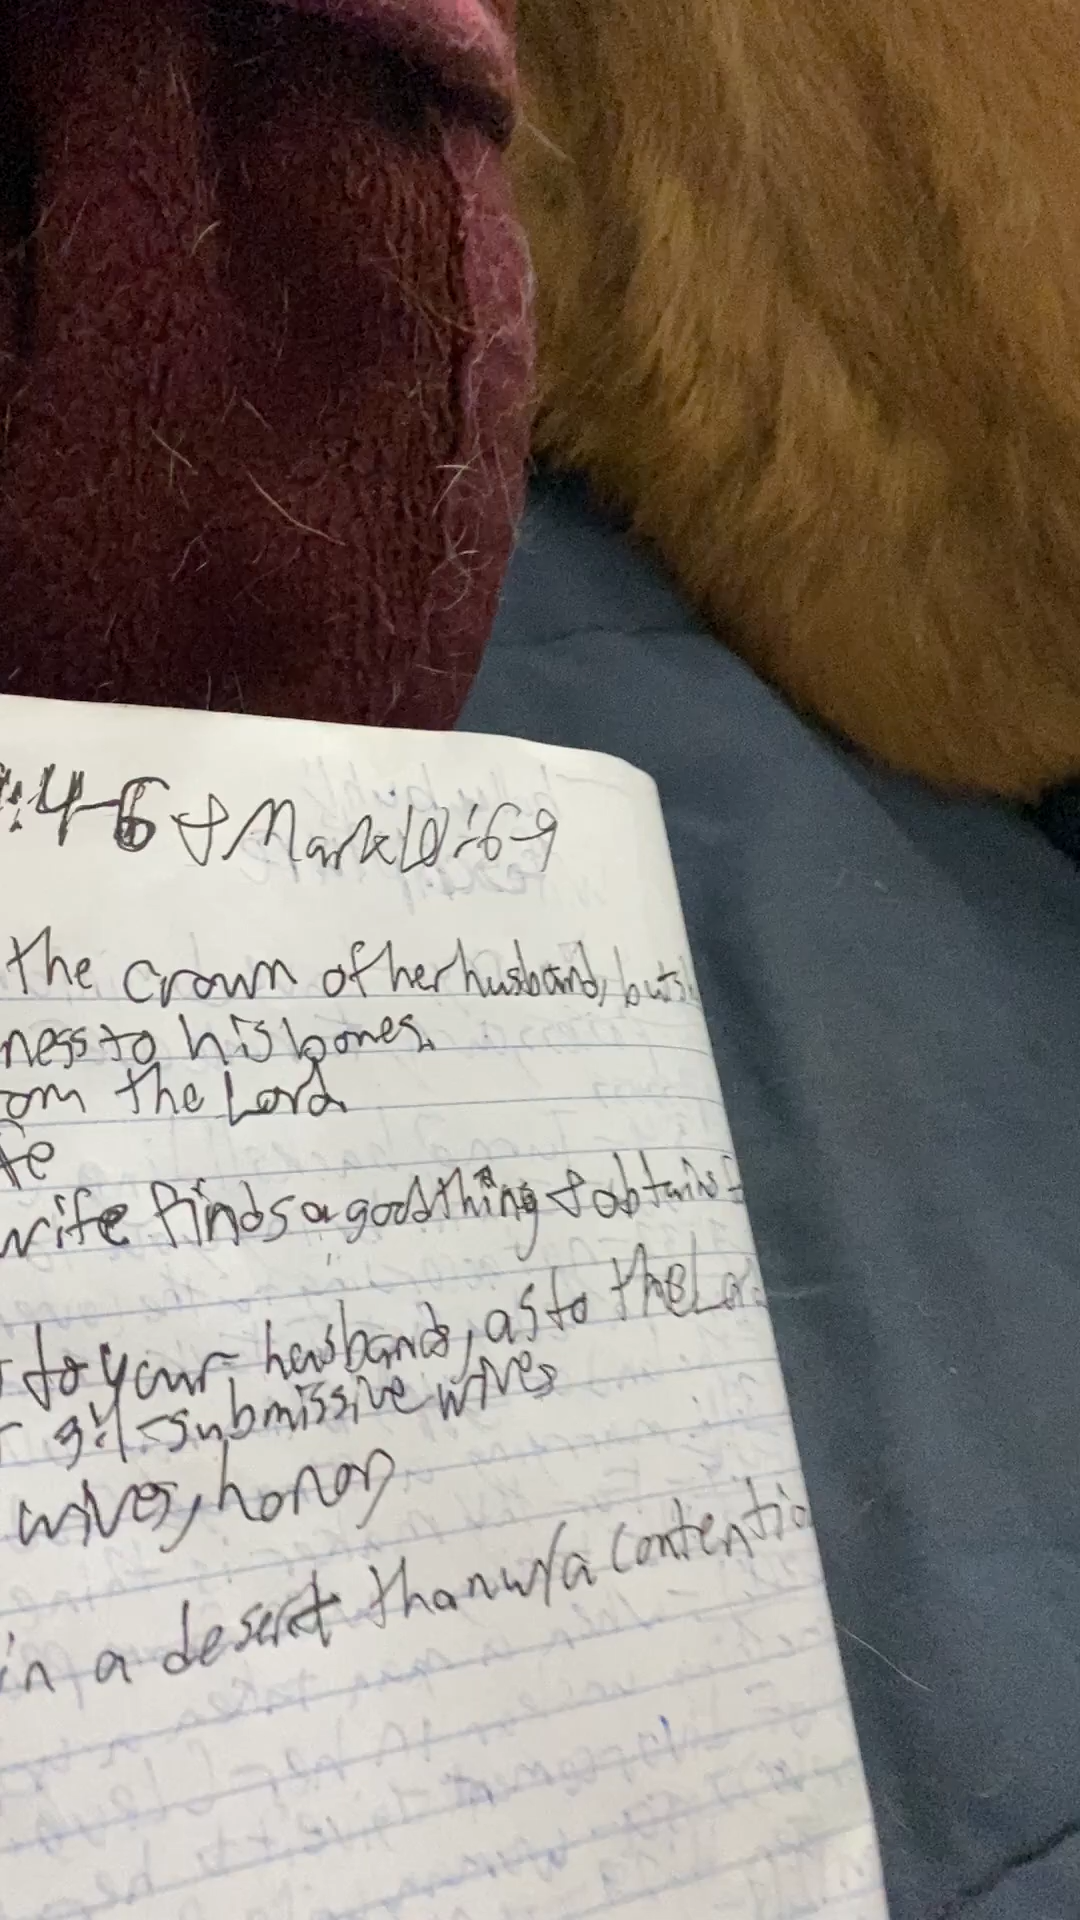 :4-6 & Mark 10:6-9
the crown of her husband, but
ness to his bones.
om the Lord
fe
wife finds a good thing & obtains
to your husbands, as to the Lo
3:1-submissive wives
wives, honor
in a desert than w/a contentio